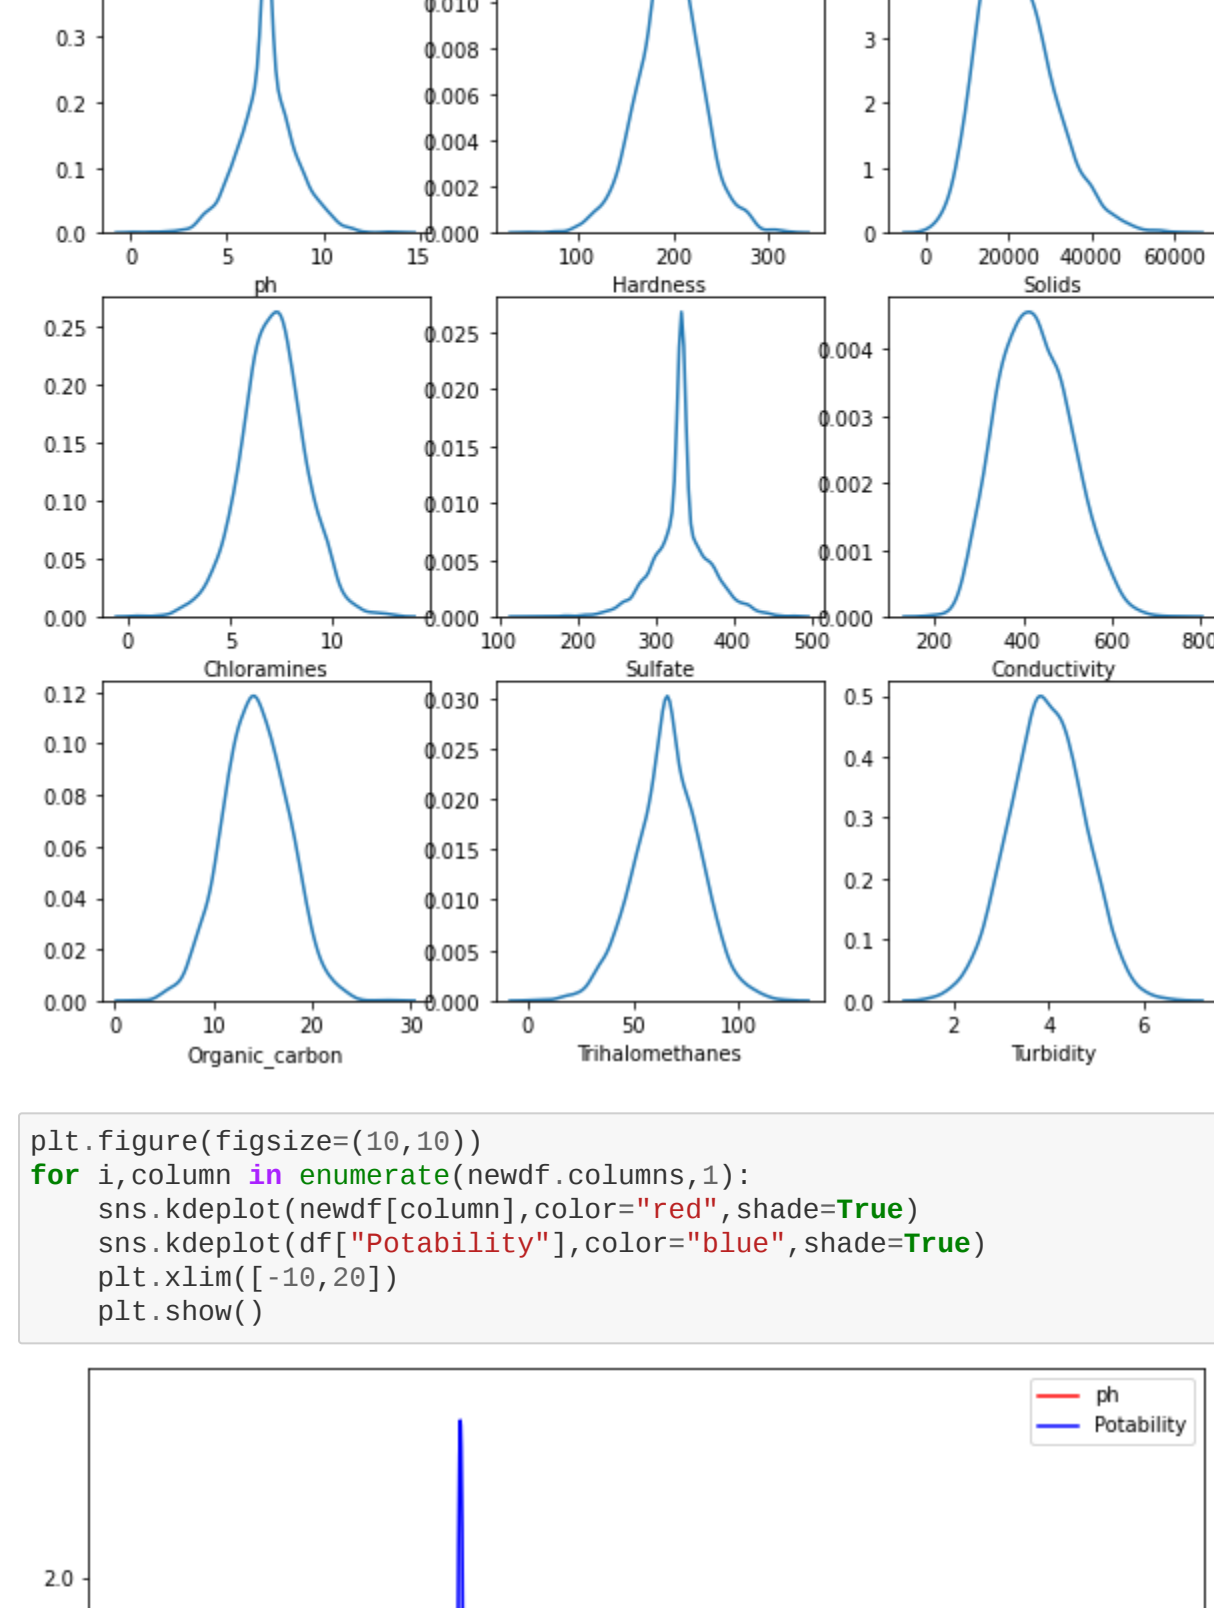 0.3
0.2
0.1
0.0
0 5 10 15
ph
0.010
0.008
0.006
0.004
0.002
0.000
100 200 300
Hardness
3
2
1
0
0 20000 40000 60000
Solids
0.25
0.20
0.15
0.10
0.05
0.00
0 5 10
Chloramines
0.025
0.020
0.015
0.010
0.005
0.000
100 200 300 400 500
Sulfate
0.004
0.003
0.002
0.001
0.000
200 400 600 800
Conductivity
0.12
0.10
0.08
0.06
0.04
0.02
0.00
0 10 20 30
Organic_carbon
0.030
0.025
0.020
0.015
0.010
0.005
0.000
0 50 100
Trihalomethanes
0.5
0.4
0.3
0.2
0.1
0.0
2 4 6
Turbidity
plt.figure(figsize=(10,10))
for i,column in enumerate(newdf.columns,1):
    sns.kdeplot(newdf[column],color="red",shade=True)
    sns.kdeplot(df["Potability"],color="blue",shade=True)
    plt.xlim([-10,20])
    plt.show()
ph
Potability
2.0